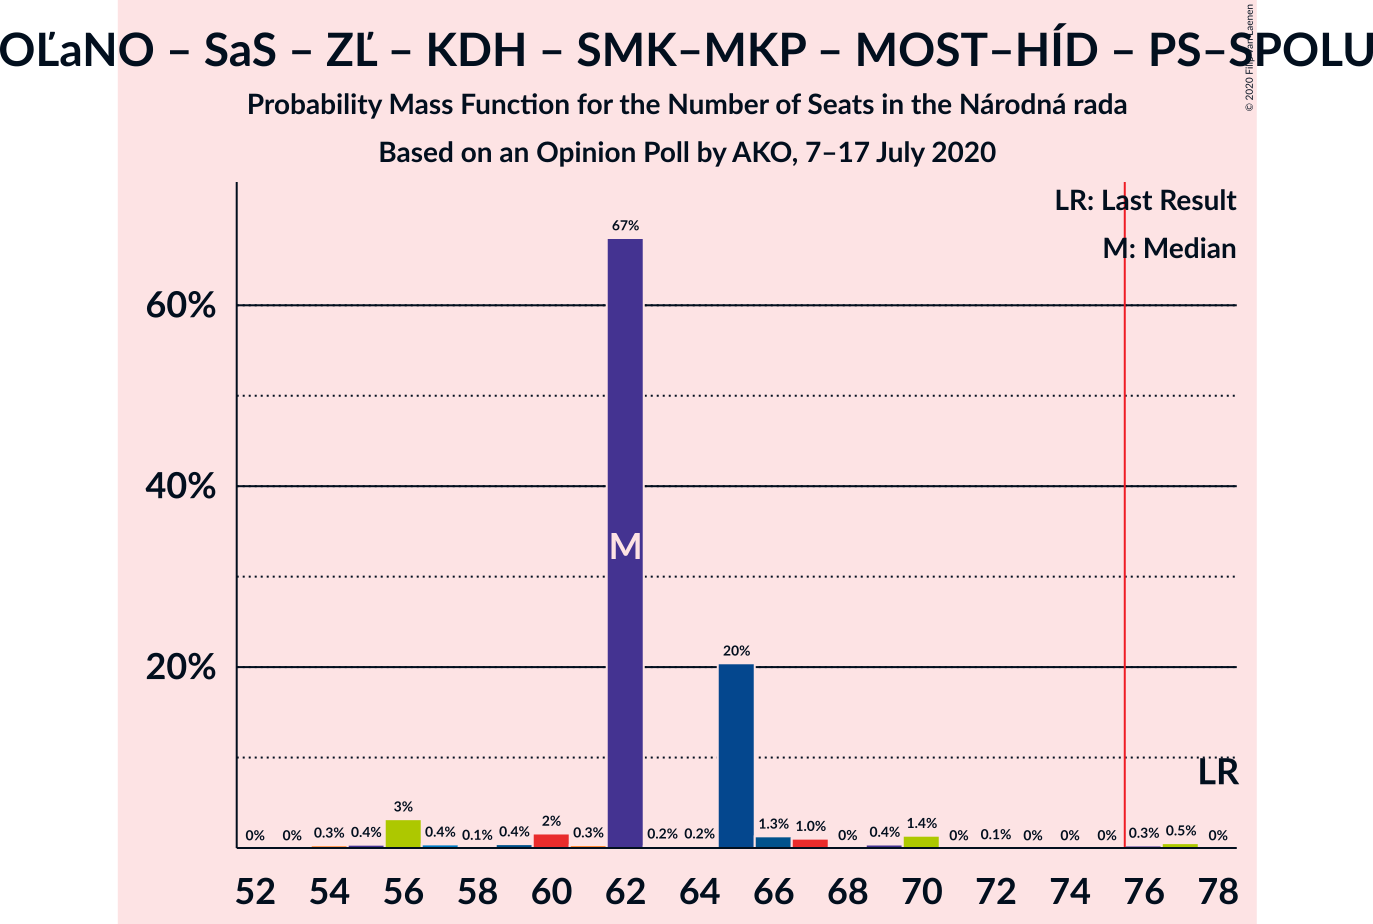 OĽaNO – SaS – ZĽ – KDH – SMK–MKP – MOST–HÍD – PS–SPOLU
Probability Mass Function for the Number of Seats in the Národná rada
Based on an Opinion Poll by AKO, 7–17 July 2020
© 2020 Filip van Laenen
LR: Last Result
M: Median
60%
40%
20%
0% 0% 0.3% 0.4% 3% 0.4% 0.1% 0.4% 2% 0.3% 67% 0.2% 0.2% 20% 1.3% 1.0% 0% 0.4% 1.4% 0% 0.1% 0% 0% 0% 0.3% 0.5% 0%
M
LR
52 54 56 58 60 62 64 66 68 70 72 74 76 78